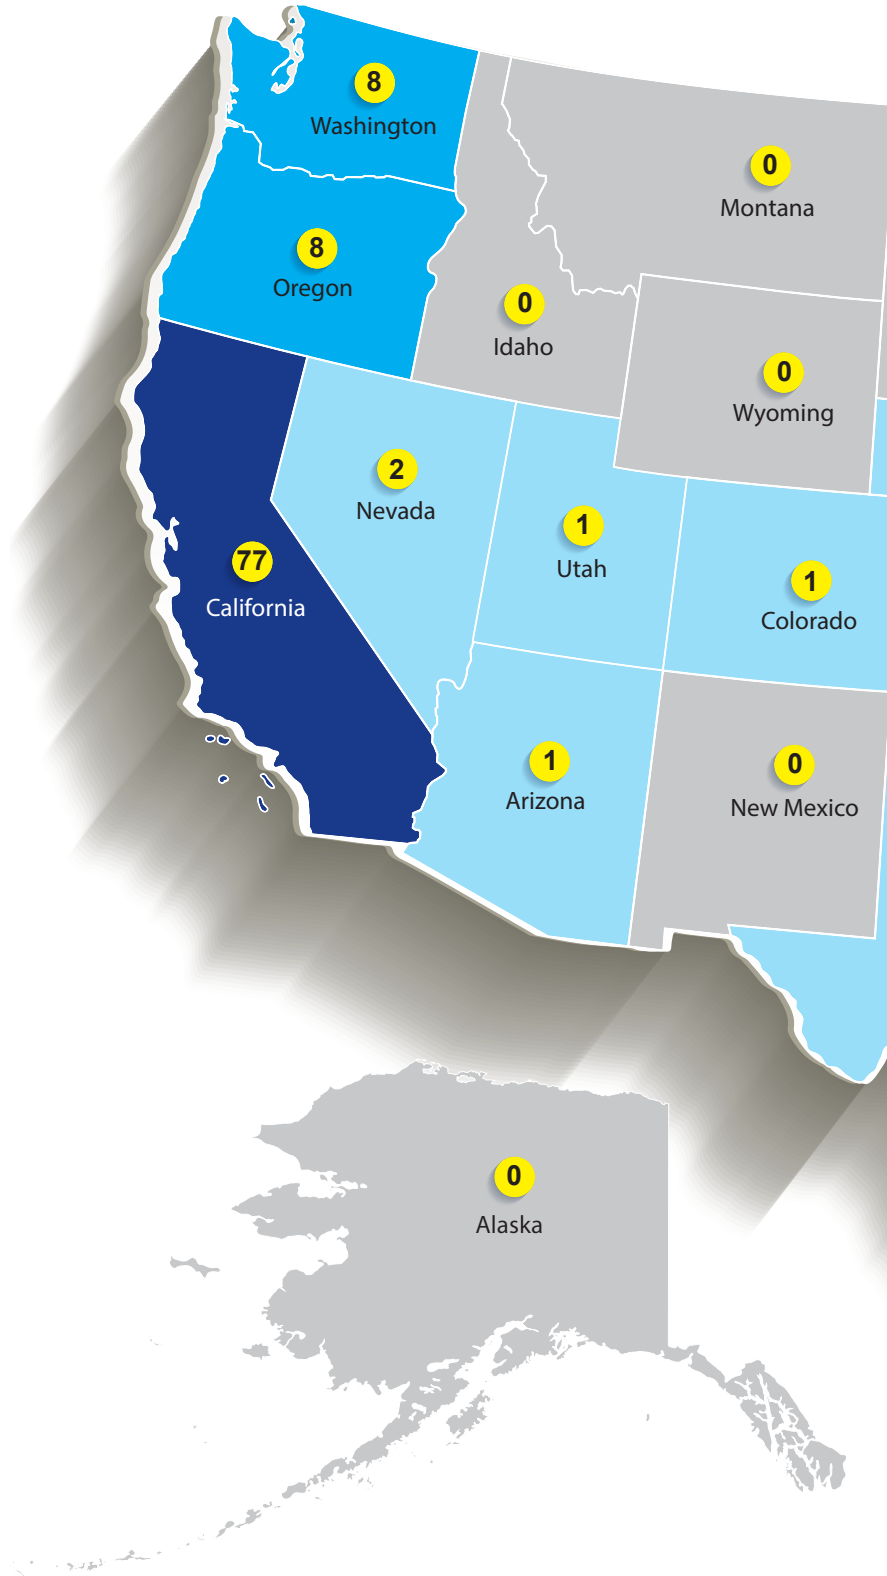 8
Washington
0
Montana
8
Oregon
0
Idaho
0
Wyoming
2
Nevada
1
Utah
77
California
1
Colorado
1
Arizona
0
New Mexico
0
Alaska